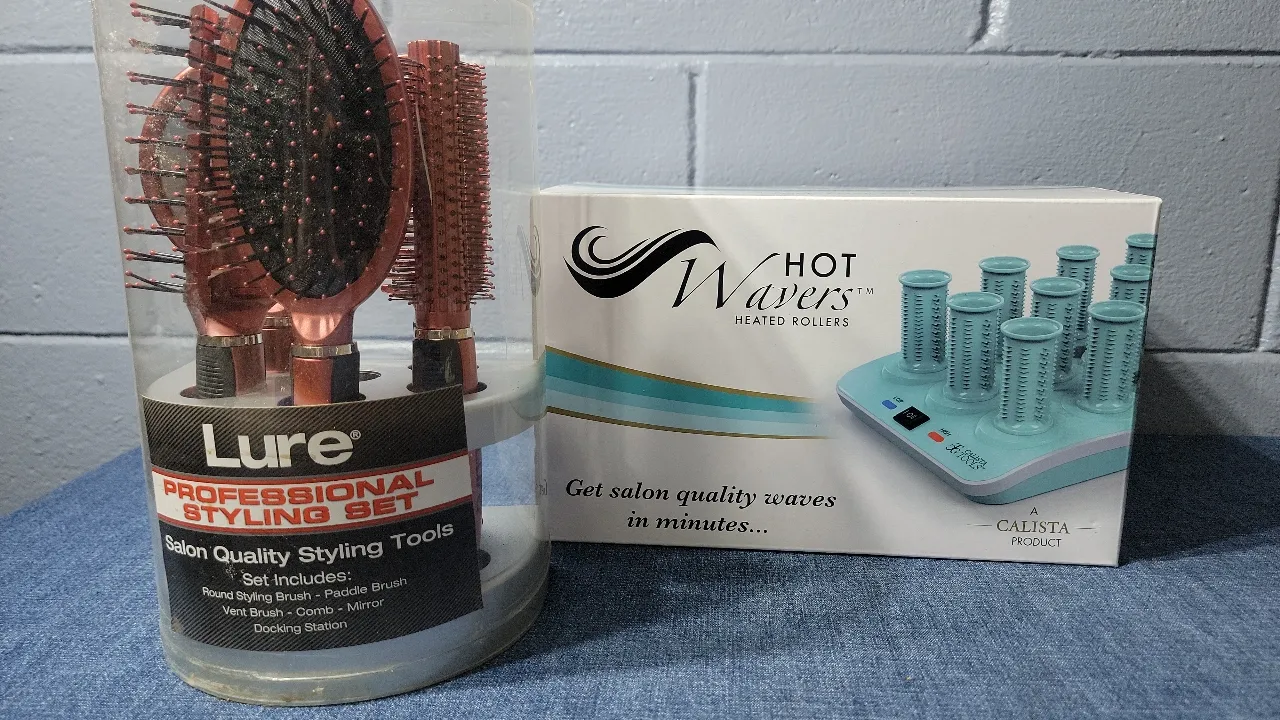 Lure®
PROFESSIONAL
STYLING SET
Salon Quality Styling Tools
Set Includes:
Round Styling Brush - Paddle Brush
Vent Brush - Comb - Mirror
Docking Station
HOT
Wavers™
HEATED ROLLERS
Get salon quality waves
in minutes...
A
CALISTA
PRODUCT